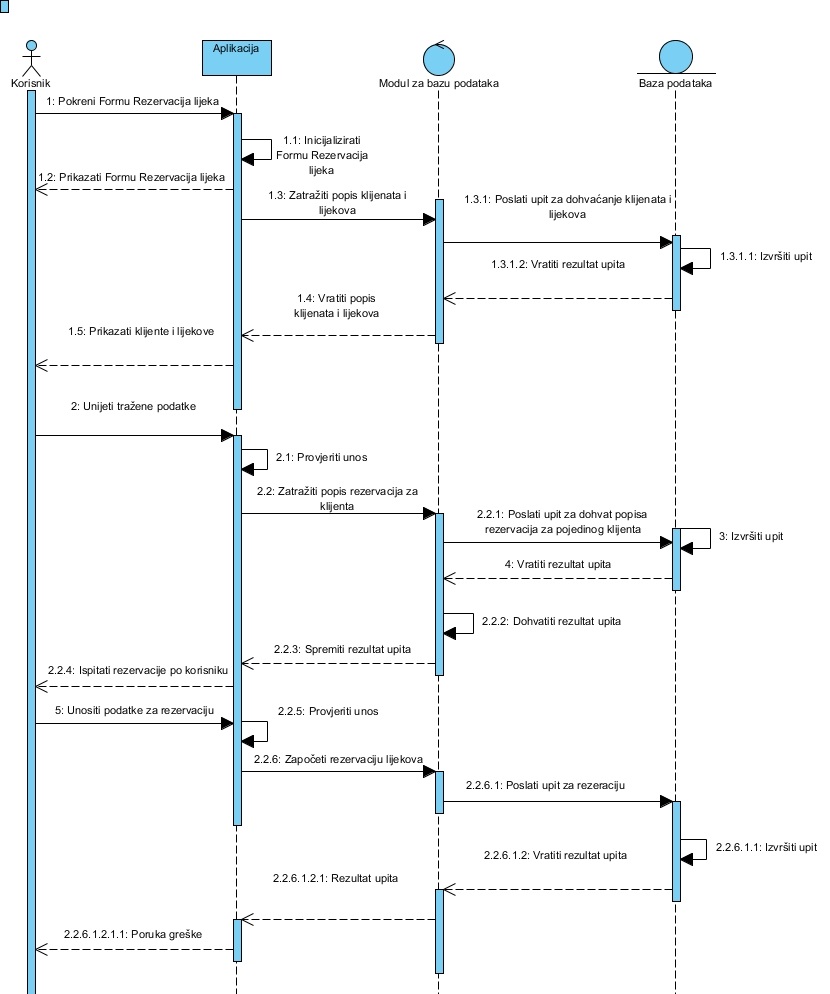 Aplikacija
Korisnik
Modul za bazu podataka
Baza podataka
1: Pokreni Formu Rezervacija lijeka
1.1: Inicijalizirati
Formu Rezervacija
lijeka
1.2: Prikazati Formu Rezervacija lijeka
1.3: Zatražiti popis klijenata i
lijekova
1.3.1: Poslati upit za dohvaćanje klijenata i
lijekova
1.3.1.1: Izvršiti upit
1.3.1.2: Vratiti rezultat upita
1.4: Vratiti popis
klijenata i lijekova
1.5: Prikazati klijente i lijekove
2: Unijeti tražene podatke
2.1: Provjeriti unos
2.2: Zatražiti popis rezervacija za
klijenta
2.2.1: Poslati upit za dohvat popisa
rezervacija za pojedinog klijenta
3: Izvršiti upit
4: Vratiti rezultat upita
2.2.2: Dohvatiti rezultat upita
2.2.3: Spremiti rezultat upita
2.2.4: Ispitati rezervacije po korisniku
5: Unositi podatke za rezervaciju
2.2.5: Provjeriti unos
2.2.6: Započeti rezervaciju lijekova
2.2.6.1: Poslati upit za rezeraciju
2.2.6.1.1: Izvršiti upit
2.2.6.1.2: Vratiti rezultat upita
2.2.6.1.2.1: Rezultat upita
2.2.6.1.2.1.1: Poruka greške